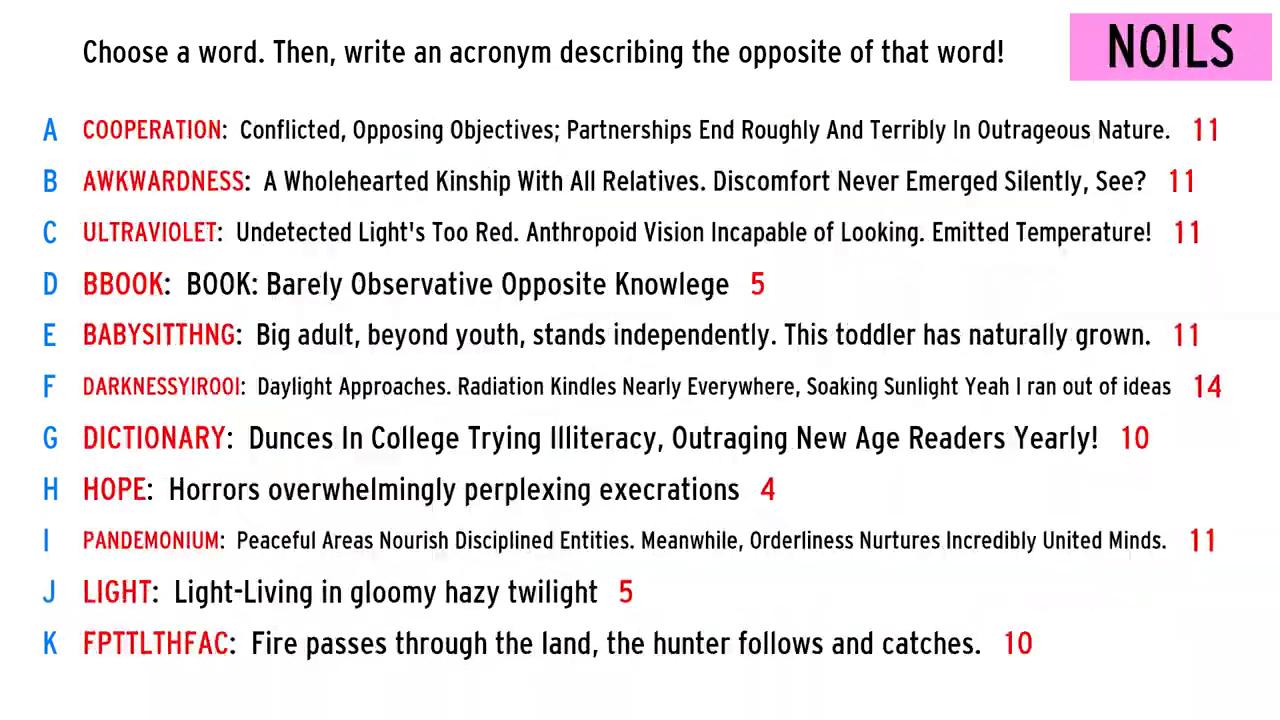 Choose a word. Then, write an acronym describing the opposite of that word!
NOILS
A COOPERATION: Conflicted, Opposing Objectives; Partnerships End Roughly And Terribly In Outrageous Nature. 11
B AWKWARDNESS: A Wholehearted Kinship With All Relatives. Discomfort Never Emerged Silently, See? 11
C ULTRAVIOLET: Undetected Light's Too Red. Anthropoid Vision Incapable of Looking. Emitted Temperature! 11
D BBOOK: BOOK: Barely Observative Opposite Knowlege 5
E BABYSITTHNG: Big adult, beyond youth, stands independently. This toddler has naturally grown. 11
F DARKNESSYIROOI: Daylight Approaches. Radiation Kindles Nearly Everywhere, Soaking Sunlight Yeah I ran out of ideas 14
G DICTIONARY: Dunces In College Trying Illiteracy, Outraging New Age Readers Yearly! 10
H HOPE: Horrors overwhelmingly perplexing execrations 4
I PANDEMONIUM: Peaceful Areas Nourish Disciplined Entities. Meanwhile, Orderliness Nurtures Incredibly United Minds. 11
J LIGHT: Light-Living in gloomy hazy twilight 5
K FPTTLTHFAC: Fire passes through the land, the hunter follows and catches. 10